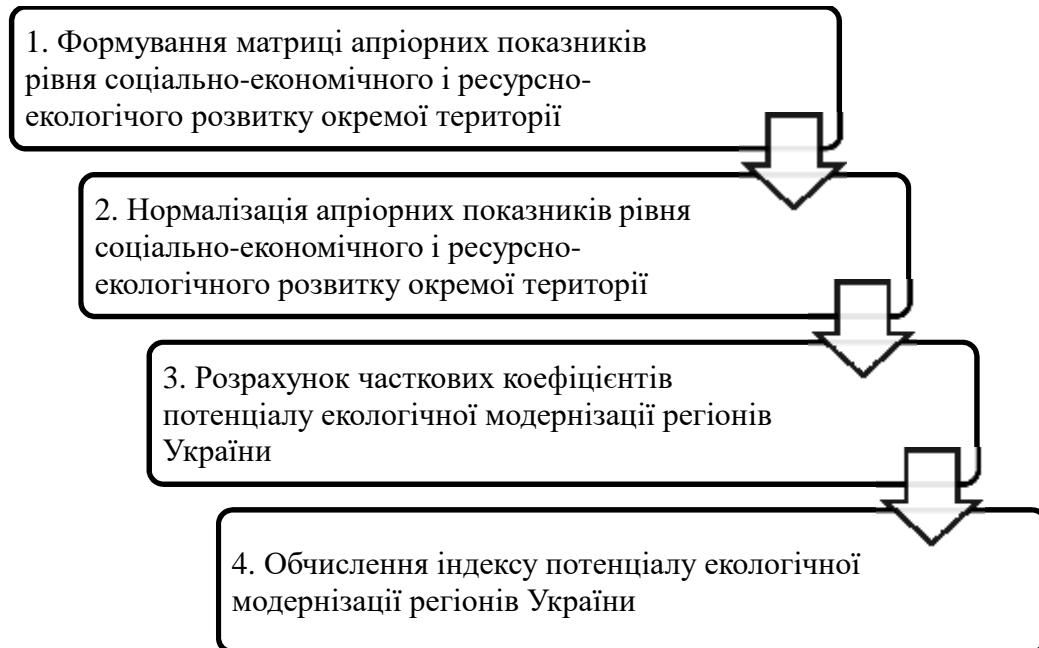 1. Формування матриці апріорних показників
рівня соціально-економічного і ресурсно-
екологічого розвитку окремої території
2. Нормалізація апріорних показників рівня
соціально-економічного і ресурсно-
екологічного розвитку окремої території
3. Розрахунок часткових коефіцієнтів
потенціалу екологічної модернізації регіонів
України
4. Обчислення індексу потенціалу екологічної
модернізації регіонів України